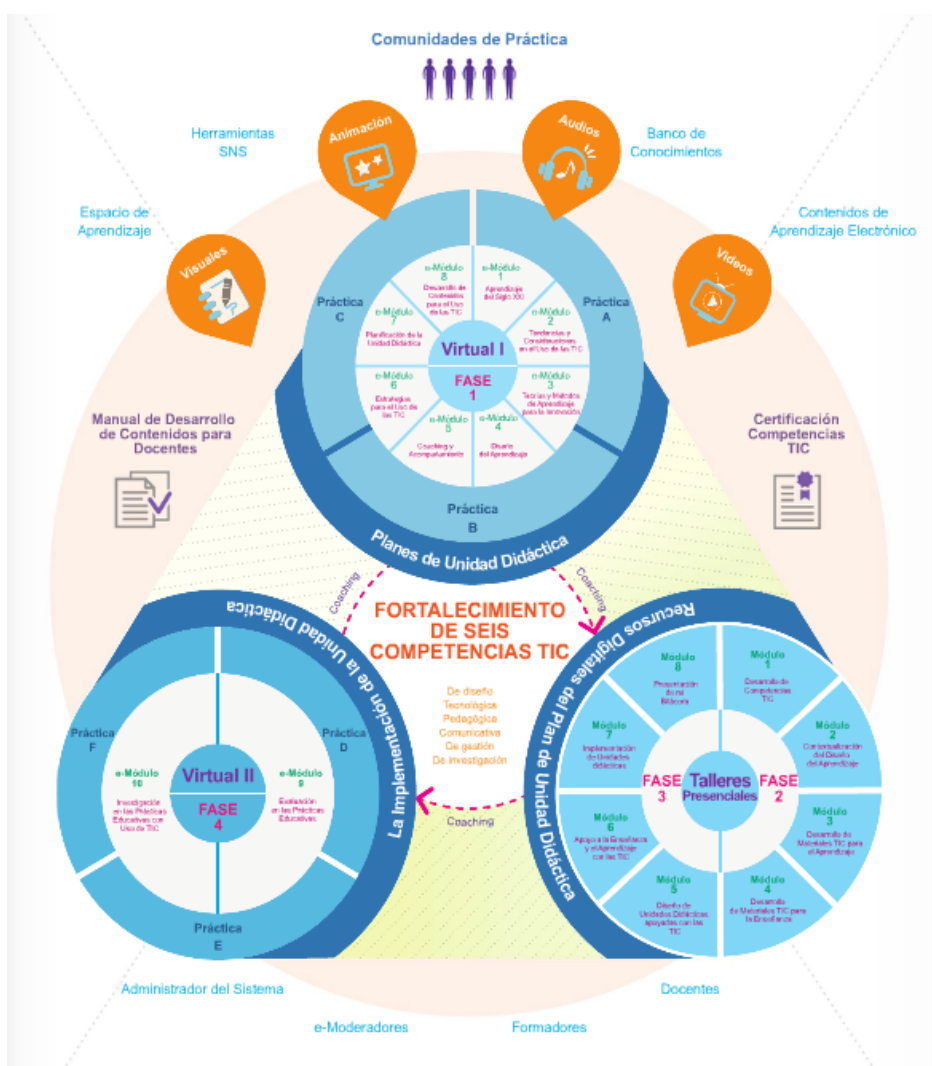 Comunidades de Práctica
Herramientas
SNS
Animación
Audios
Banco de
Conocimientos
Espacio de
Aprendizaje
Visuales
Videos
Contenidos de
Aprendizaje Electrónico
Práctica
C
Práctica
A
Práctica
B
e-Módulo
8
Desarrollo de
Contenidos
para el Uso
de las TIC
e-Módulo
1
Aprendizaje
del Siglo XXI
e-Módulo
7
Planificación de la
Unidad Didáctica
e-Módulo
2
Tendencias y
Consideraciones
en el Uso de las TIC
Virtual I
FASE
1
e-Módulo
6
Estrategias
para el Uso de
las TIC
e-Módulo
3
Teorías y Métodos
de Aprendizaje
para la Innovación
e-Módulo
5
Coaching y
Acompañamiento
e-Módulo
4
Diseño
del Aprendizaje
Planes de Unidad Didáctica
Manual de Desarrollo
de Contenidos para
Docentes
Certificación
Competencias
TIC
Coaching
Coaching
Coaching
FORTALECIMIENTO
DE SEIS
COMPETENCIAS TIC
De diseño
Tecnológica
Pedagógica
Comunicativa
De gestión
De investigación
La Implementación de la Unidad Didáctica
Práctica
F
Práctica
D
Práctica
E
e-Módulo
10
Investigación
en las Prácticas
Educativas con
Uso de TIC
Virtual II
FASE
4
e-Módulo
9
Evaluación
en las Prácticas
Educativas
Recursos Digitales del Plan de Unidad Didáctica
Módulo
8
Presentación
de mi
Bitácora
Módulo
1
Desarrollo de
Competencias
TIC
Módulo
7
Implementación
de Unidades
didácticas
Módulo
2
Contextualización
del Diseño
del Aprendizaje
FASE
3
Talleres
Presenciales
FASE
2
Módulo
6
Apoyo a la Enseñanza
y el Aprendizaje
con las TIC
Módulo
3
Desarrollo de
Materiales TIC para
el Aprendizaje
Módulo
5
Diseño de
Unidades Didácticas
apoyadas con las
TIC
Módulo
4
Desarrollo
de Materiales TIC para
la Enseñanza
Administrador del Sistema
Docentes
e-Moderadores
Formadores